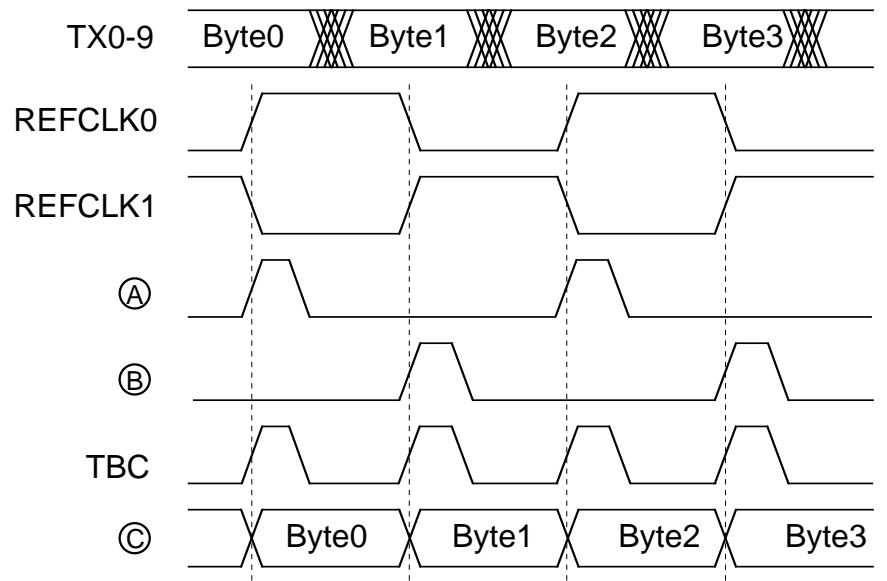 TX0-9 Byte0 Byte1 Byte2 Byte3
REFCLK0
REFCLK1
Ⓐ
Ⓑ
TBC
Ⓒ Byte0 Byte1 Byte2 Byte3